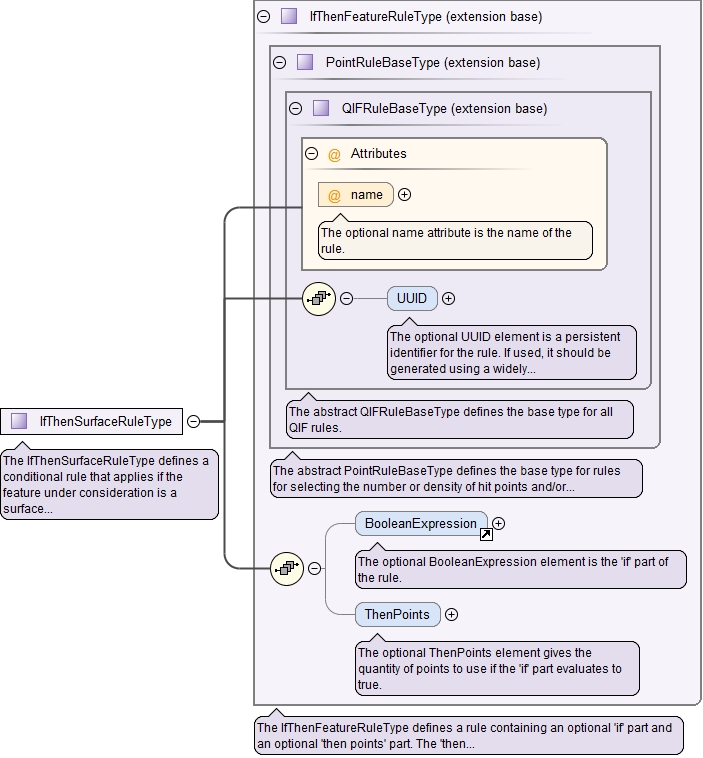 IfThenFeatureRuleType (extension base)
PointRuleBaseType (extension base)
QIFRuleBaseType (extension base)
@ Attributes
@ name
The optional name attribute is the name of the
rule.
UUID
The optional UUID element is a persistent
identifier for the rule. If used, it should be
generated using a widely...
The abstract QIFRuleBaseType defines the base type for all
QIF rules.
IfThenSurfaceRuleType
The IfThenSurfaceRuleType defines a
conditional rule that applies if the
feature under consideration is a
surface...
The abstract PointRuleBaseType defines the base type for rules
for selecting the number or density of hit points and/or...
BooleanExpression
The optional BooleanExpression element is the 'if' part of
the rule.
ThenPoints
The optional ThenPoints element gives the
quantity of points to use if the 'if' part evaluates to
true.
The IfThenFeatureRuleType defines a rule containing an optional 'if' part and
an optional 'then points' part. The 'then...